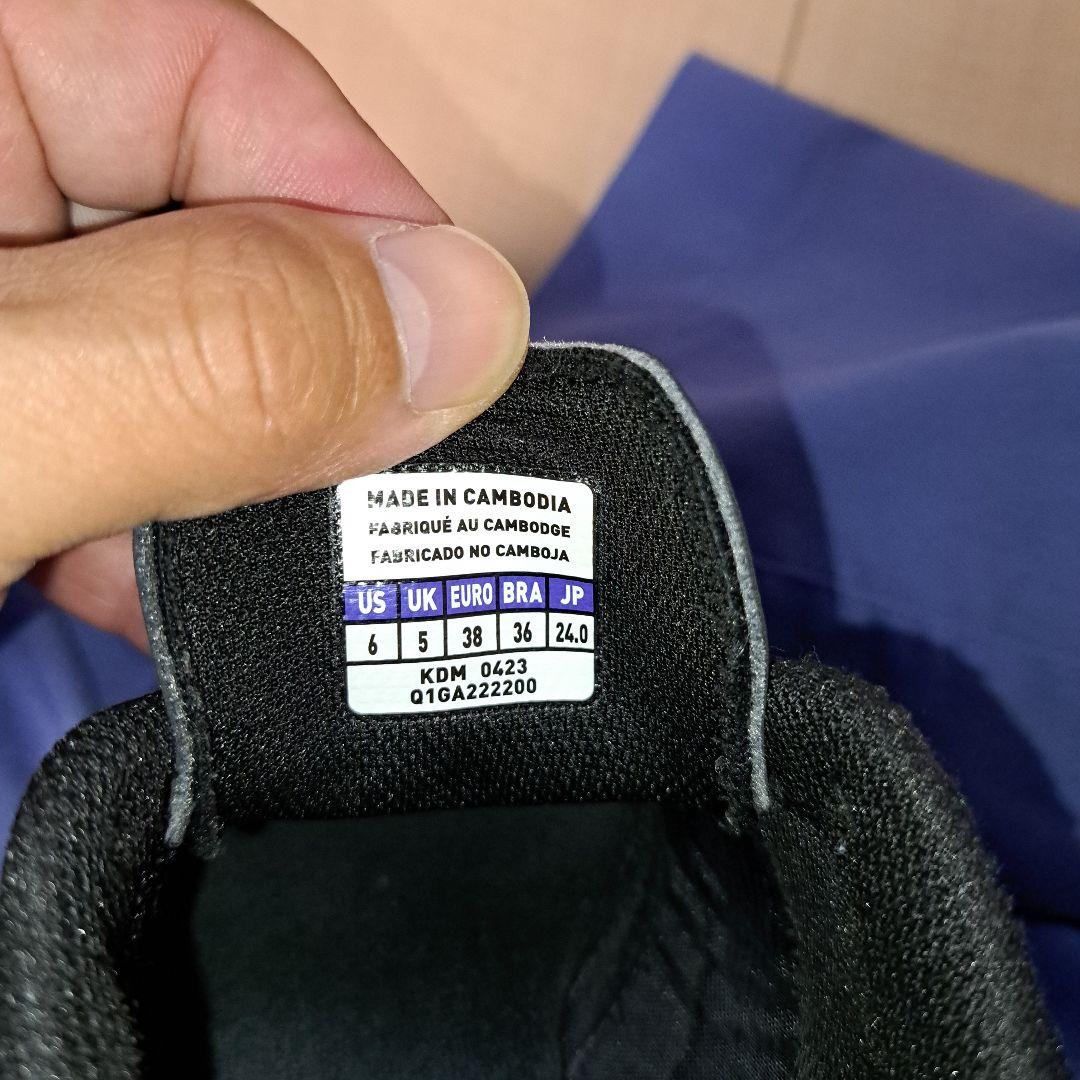 MADE IN CAMBODIA
FABRIQUÉ AU CAMBODGE
FABRICADO NO CAMBOJA
US UK EURO BRA JP
6 5 38 36 24.0
KDM 0423
Q1GA222200